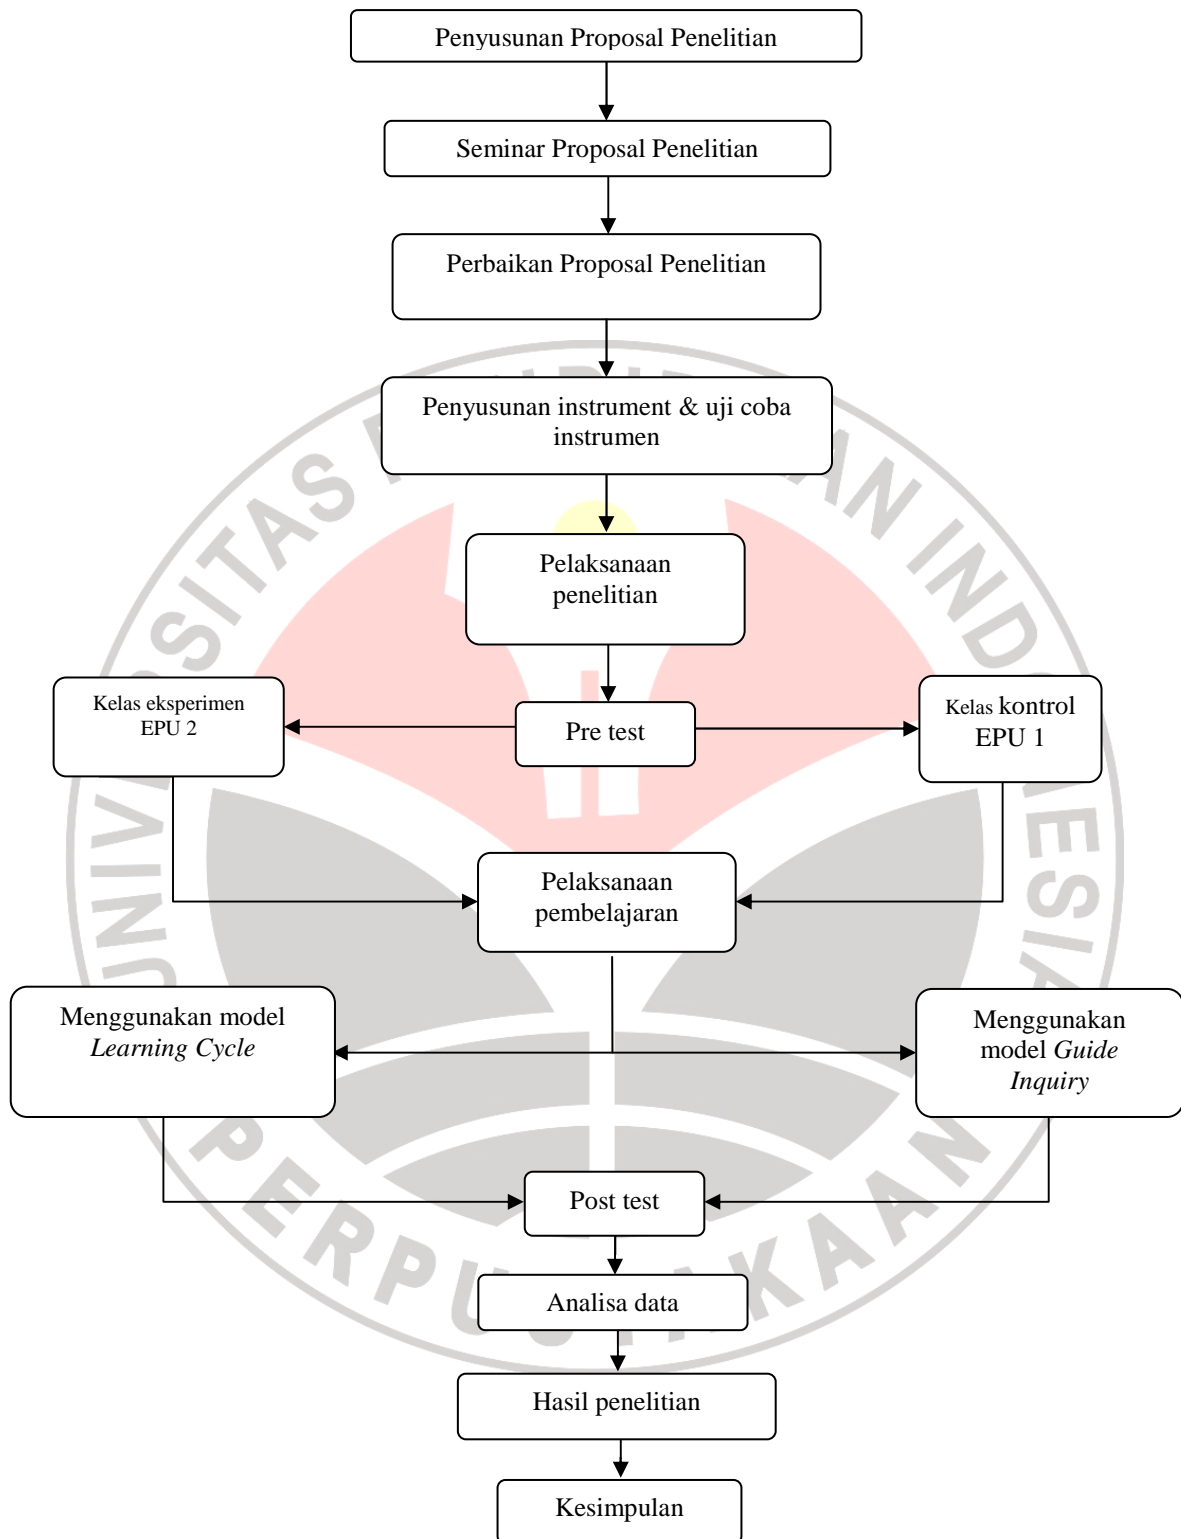 Penyusunan Proposal Penelitian
Seminar Proposal Penelitian
Perbaikan Proposal Penelitian
Penyusunan instrument & uji coba
instrumen
Pelaksanaan
penelitian
Kelas eksperimen
EPU 2
Pre test
Kelas kontrol
EPU 1
Pelaksanaan
pembelajaran
Menggunakan model
Learning Cycle
Menggunakan
model Guide
Inquiry
Post test
Analisa data
Hasil penelitian
Kesimpulan
PERPUSTAKAAN